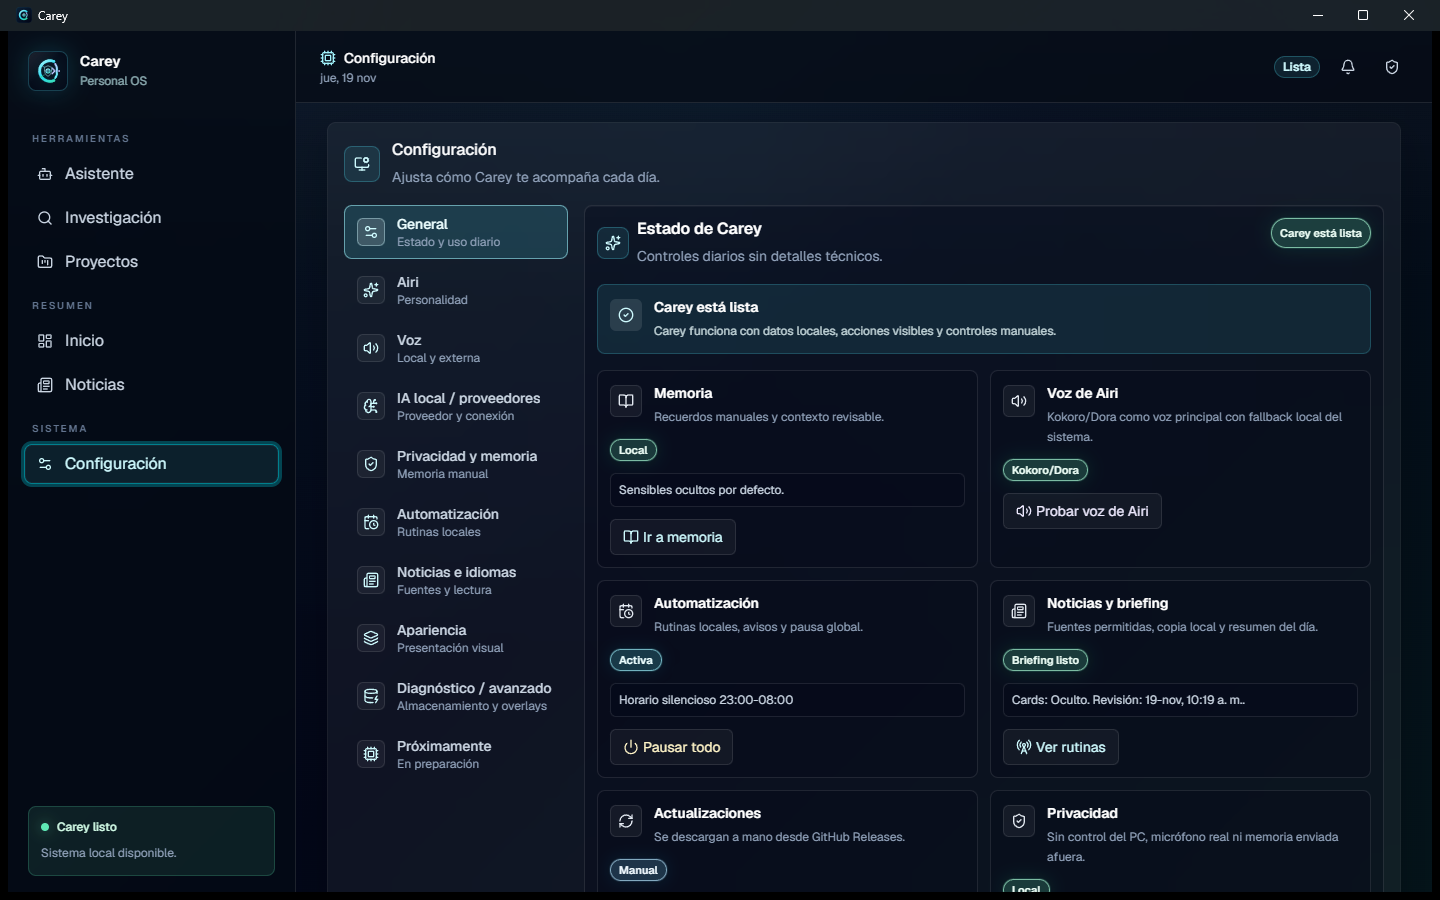 Carey
Carey
Personal OS
HERRAMIENTAS
Asistente
Investigación
Proyectos
RESUMEN
Inicio
Noticias
SISTEMA
Configuración
Carey listo
Sistema local disponible.
Configuración
jue, 19 nov
Lista
Configuración
Ajusta cómo Carey te acompaña cada día.
General
Estado y uso diario
Airi
Personalidad
Voz
Local y externa
IA local / proveedores
Proveedor y conexión
Privacidad y memoria
Memoria manual
Automatización
Rutinas locales
Noticias e idiomas
Fuentes y lectura
Apariencia
Presentación visual
Diagnóstico / avanzado
Almacenamiento y overlays
Próximamente
En preparación
Estado de Carey
Controles diarios sin detalles técnicos.
Carey está lista
Carey está lista
Carey funciona con datos locales, acciones visibles y controles manuales.
Memoria
Recuerdos manuales y contexto revisable.
Local
Sensibles ocultos por defecto.
Ir a memoria
Voz de Airi
Kokoro/Dora como voz principal con fallback local del
sistema.
Kokoro/Dora
Probar voz de Airi
Automatización
Rutinas locales, avisos y pausa global.
Activa
Horario silencioso 23:00-08:00
Pausar todo
Noticias y briefing
Fuentes permitidas, copia local y resumen del día.
Briefing listo
Cards: Oculto. Revisión: 19-nov, 10:19 a. m..
Ver rutinas
Actualizaciones
Se descargan a mano desde GitHub Releases.
Manual
Privacidad
Sin control del PC, micrófono real ni memoria enviada
afuera.
Local